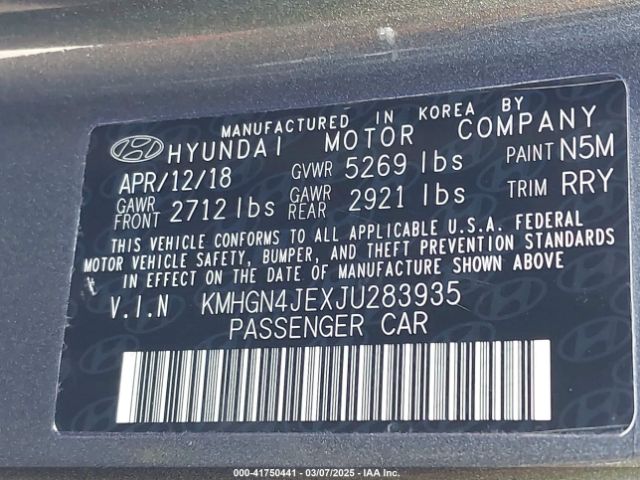 MANUFACTURED IN KOREA BY
HYUNDAI MOTOR COMPANY
APR/12/18 GVWR 5269 lbs PAINT N5M
GAWR FRONT 2712 lbs GAWR REAR 2921 lbs TRIM RRY
THIS VEHICLE CONFORMS TO ALL APPLICABLE U.S.A. FEDERAL
MOTOR VEHICLE SAFETY, BUMPER, AND THEFT PREVENTION STANDARDS
IN EFFECT ON THE DATE OF MANUFACTURE SHOWN ABOVE
V.I.N KMHGN4JEXJU283935
PASSENGER CAR
000-41750441 - 03/07/2025 - IAAI.COM